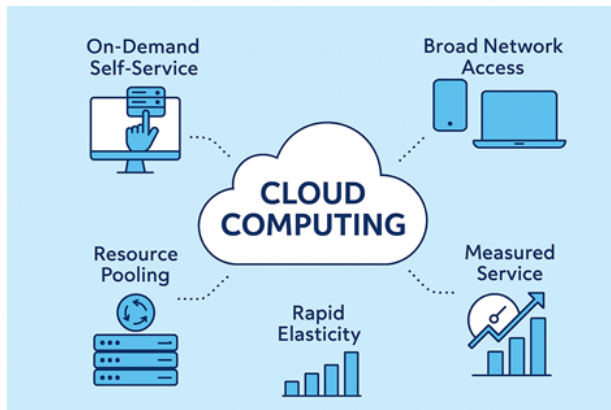 On-Demand
Self-Service
Broad Network
Access
CLOUD
COMPUTING
Resource
Pooling
Rapid
Elasticity
Measured
Service